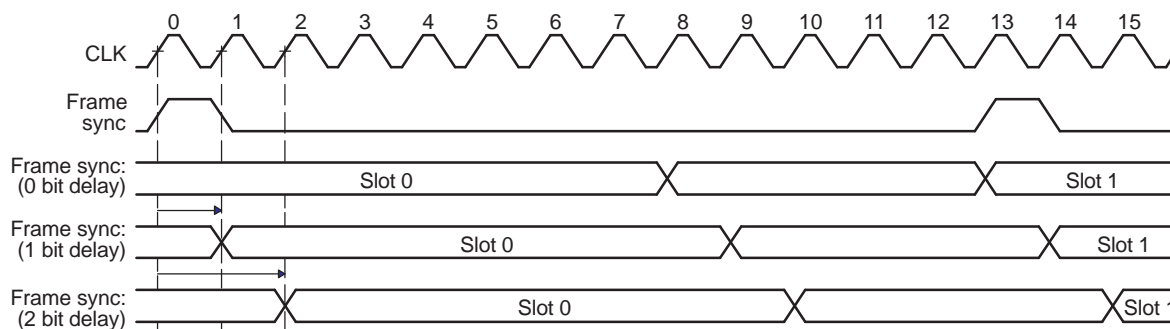 0 1 2 3 4 5 6 7 8 9 10 11 12 13 14 15
CLK
Frame
sync
Frame sync:
(0 bit delay)
Slot 0
Slot 1
Frame sync:
(1 bit delay)
Slot 0
Slot 1
Frame sync:
(2 bit delay)
Slot 0
Slot 1